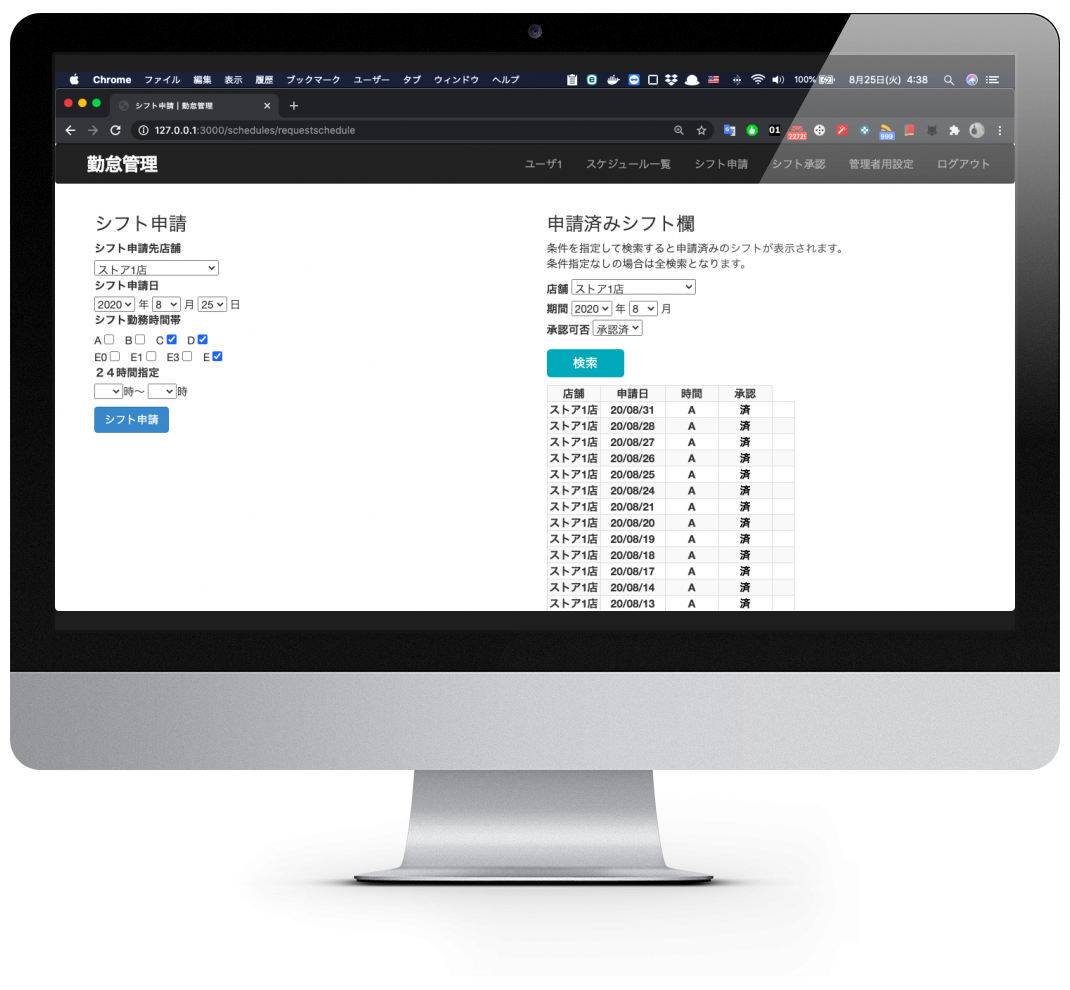 Chrome ファイル 編集 表示 履歴 ブックマーク ユーザー タブ ウィンドウ ヘルプ 100% 8月25日(火) 4:38
シフト申請 | 勤怠管理
127.0.0.1:3000/schedules/requestschedule 01 22721 999
勤怠管理 ユーザ1 スケジュール一覧 シフト申請 シフト承認 管理者用設定 ログアウト
シフト申請
シフト申請先店舗
ストア1店
シフト申請日
2020 年 8 月 25 日
シフト勤務時間帯
A B C D
E0 E1 E3 E
24時間指定
時〜 時
シフト申請
申請済みシフト欄
条件を指定して検索すると申請済みのシフトが表示されます。
条件指定なしの場合は全検索となります。
店舗 ストア1店
期間 2020 年 8 月
承認可否 承認済
検索
店舗 申請日 時間 承認
ストア1店 20/08/31 A 済
ストア1店 20/08/28 A 済
ストア1店 20/08/27 A 済
ストア1店 20/08/26 A 済
ストア1店 20/08/25 A 済
ストア1店 20/08/24 A 済
ストア1店 20/08/21 A 済
ストア1店 20/08/20 A 済
ストア1店 20/08/19 A 済
ストア1店 20/08/18 A 済
ストア1店 20/08/17 A 済
ストア1店 20/08/14 A 済
ストア1店 20/08/13 A 済